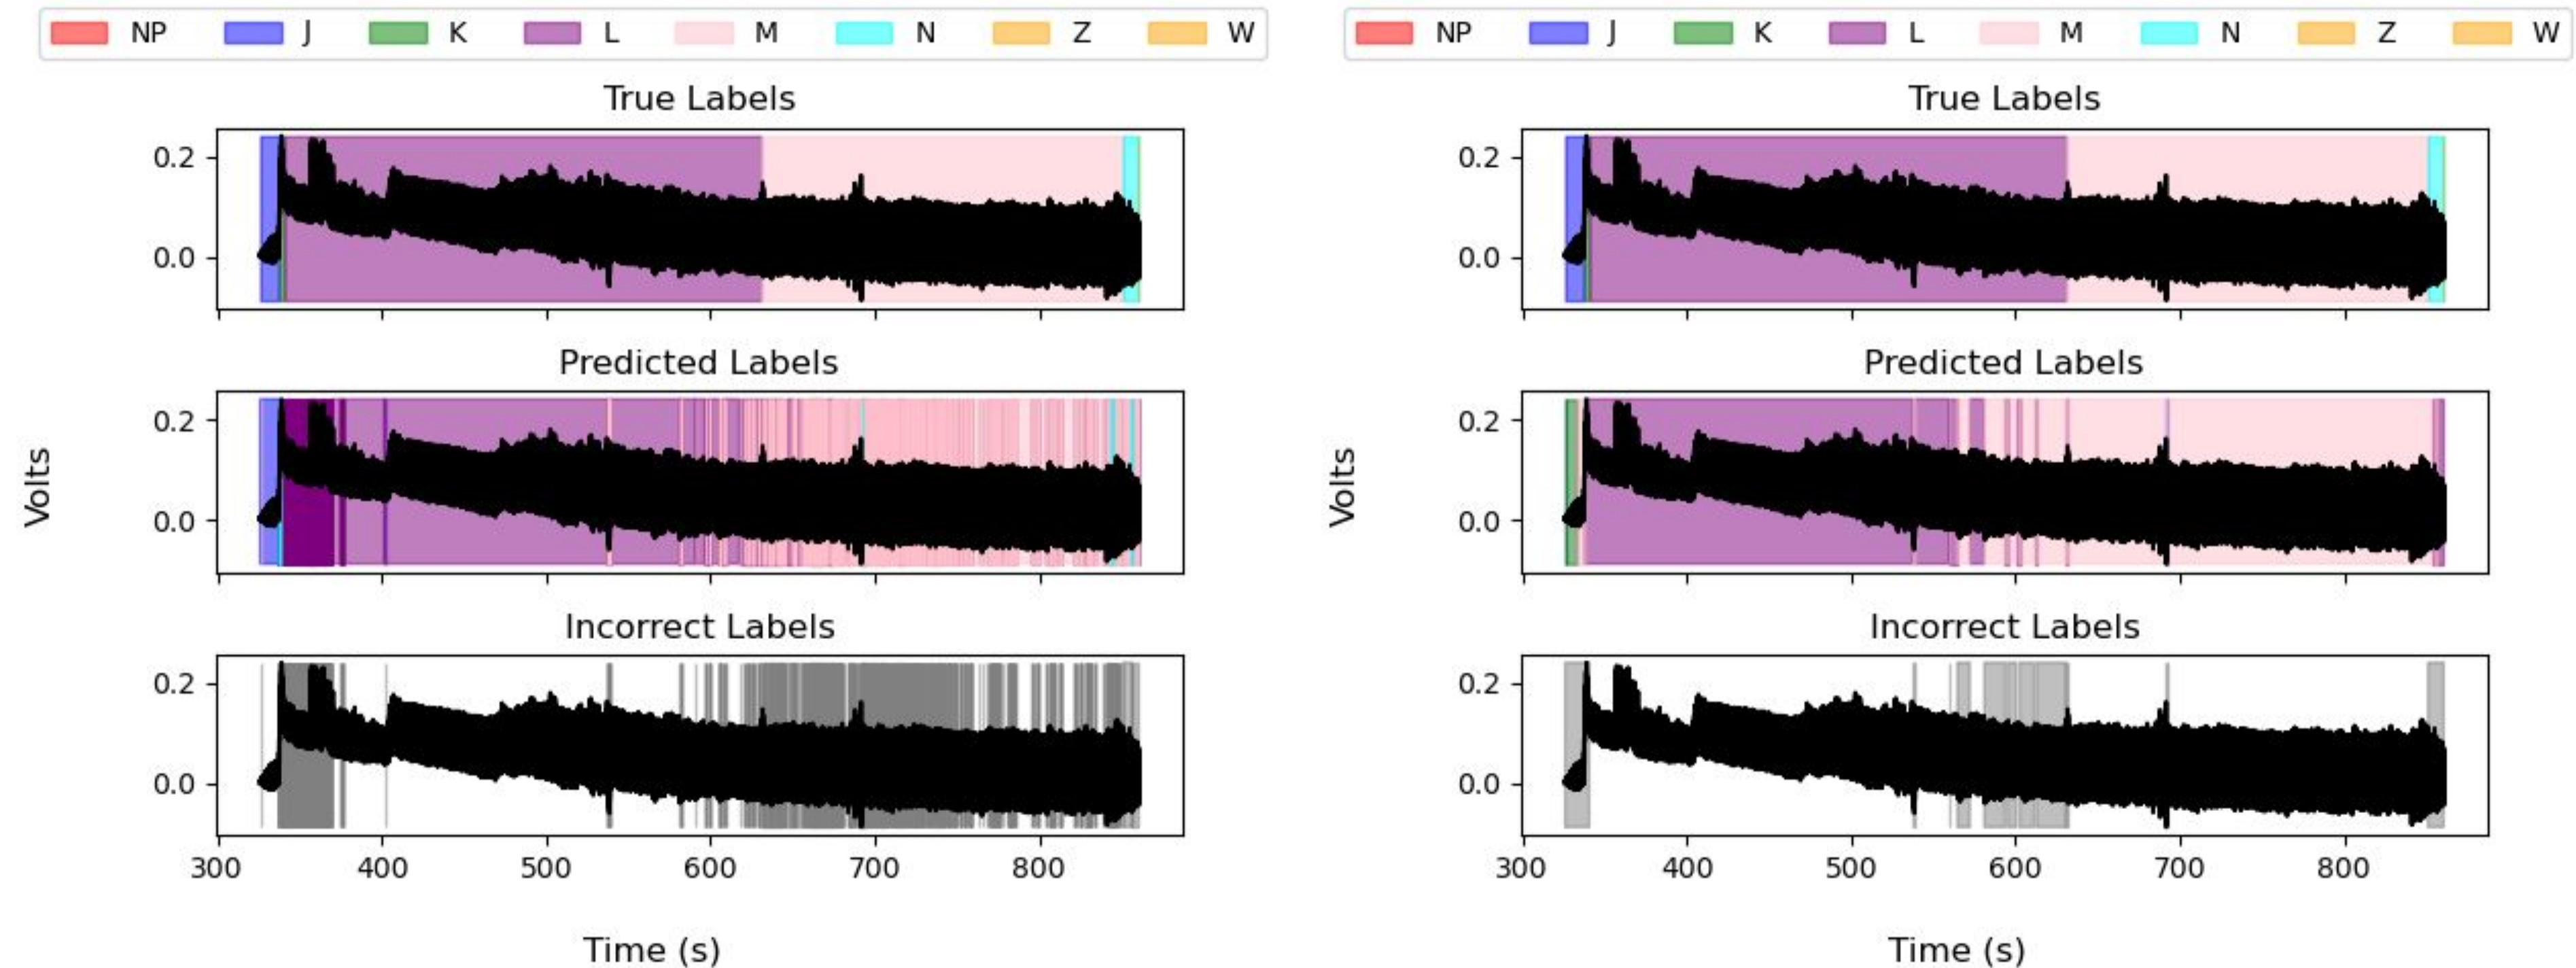 NP J K L M N Z W
True Labels
0.2
0.0
Predicted Labels
0.2
0.0
Volts
Incorrect Labels
0.2
0.0
300 400 500 600 700 800
Time (s)
NP J K L M N Z W
True Labels
0.2
0.0
Predicted Labels
0.2
0.0
Volts
Incorrect Labels
0.2
0.0
300 400 500 600 700 800
Time (s)